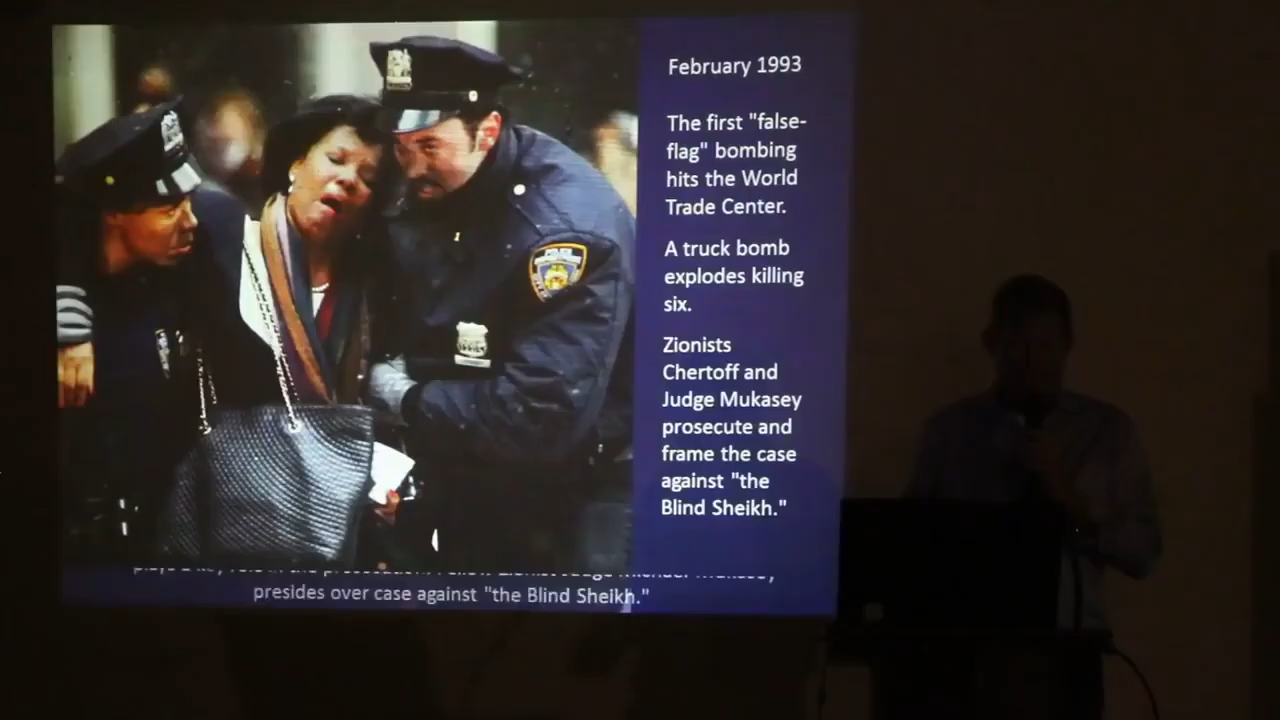 February 1993
The first "false-
flag" bombing
hits the World
Trade Center.
A truck bomb
explodes killing
six.
Zionists
Chertoff and
Judge Mukasey
prosecute and
frame the case
against "the
Blind Sheikh."
presides over case against "the Blind Sheikh."